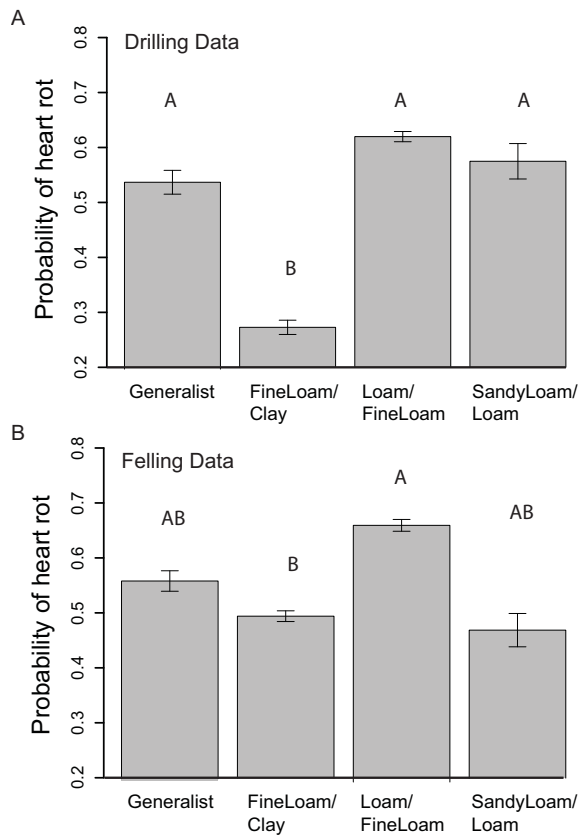 A
Drilling Data
Probability of heart rot
0.8
0.7
0.6
0.5
0.4
0.3
0.2
A
B
A
A
Generalist
FineLoam/
Clay
Loam/
FineLoam
SandyLoam/
Loam
B
Felling Data
Probability of heart rot
0.8
0.7
0.6
0.5
0.4
0.3
0.2
AB
B
A
AB
Generalist
FineLoam/
Clay
Loam/
FineLoam
SandyLoam/
Loam